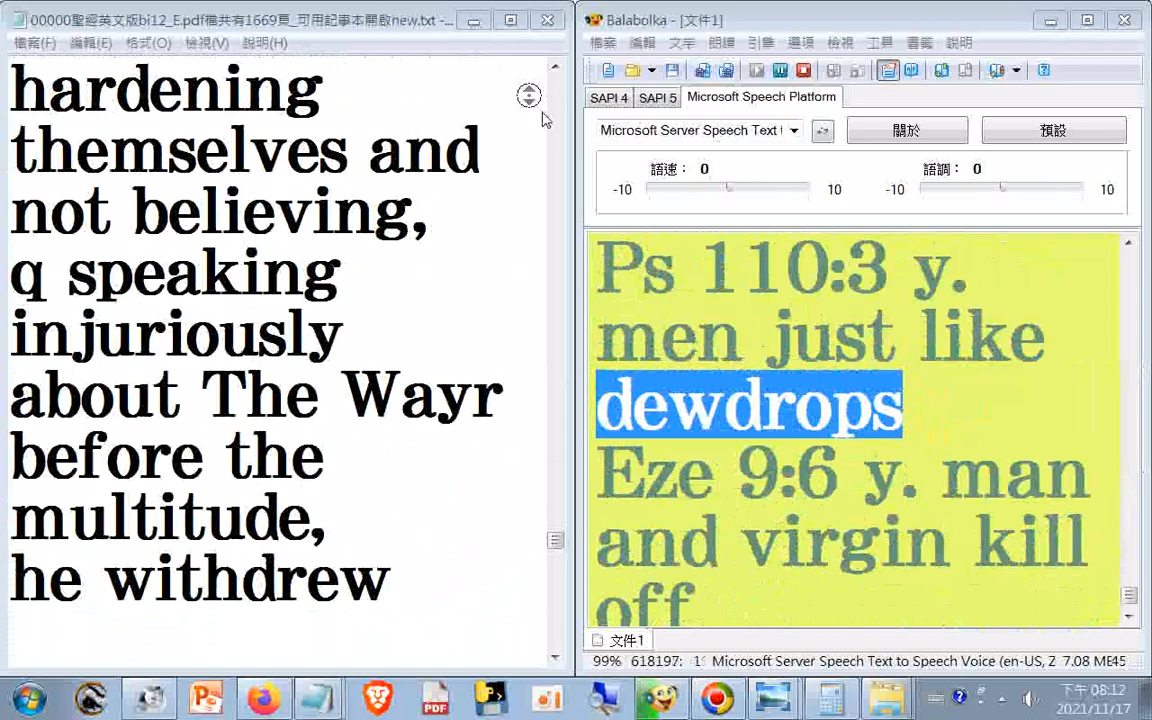 00000聖經英文版bi12_E.pdf檔共有1669頁_可用記事本開啟new.txt -...
檔案(F) 編輯(E) 格式(O) 檢視(V) 說明(H)
hardening
themselves and
not believing,
q speaking
injuriously
about The Wayr
before the
multitude,
he withdrew
Balabolka - [文件1]
檔案 編輯 文字 朗讀 引擎 選項 檢視 工具 書籤 說明
SAPI 4 SAPI 5 Microsoft Speech Platform
Microsoft Server Speech Text 關於 預設
語速： 0 語調： 0
-10 10 -10 10
Ps 110:3 y.
men just like
dewdrops
Eze 9:6 y. man
and virgin kill
off
文件1
99% 618197: Microsoft Server Speech Text to Speech Voice (en-US, Z 7.08 ME45
PDF
下午 08:12
2021/11/17